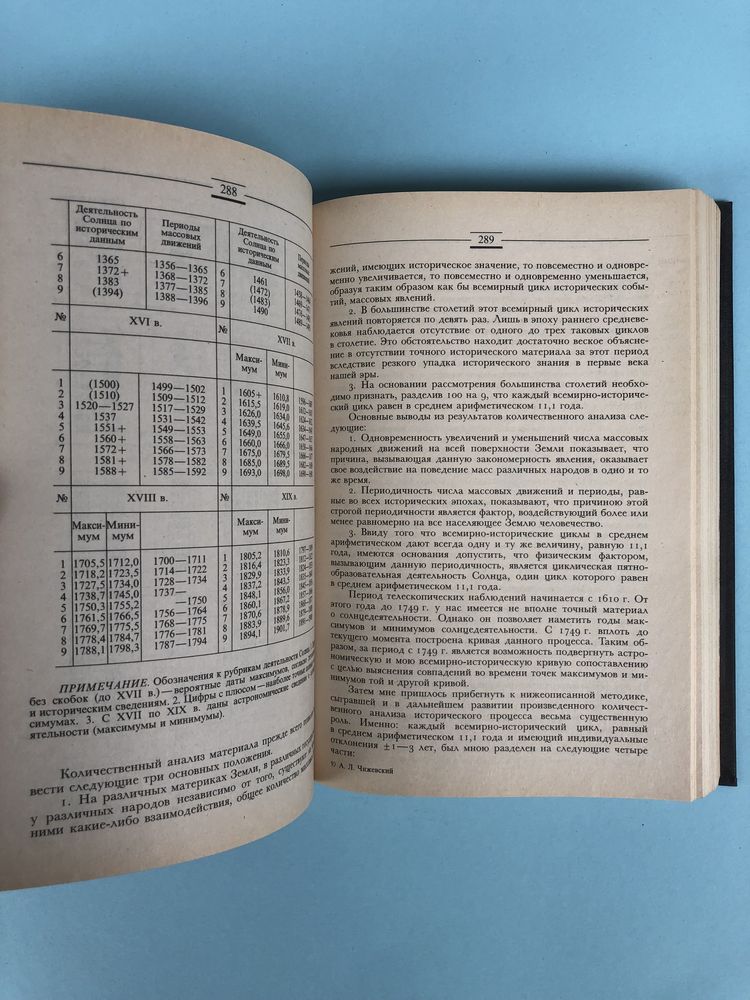 288
Деятельность Солнца по историческим данным
Периоды массовых движений
Деятельность Солнца по историческим данным
6 1365 1356—1365 6 1461
7 1372+ 1368—1372 7 (1472)
8 1383 1377—1385 8 (1483)
9 (1394) 1388—1396 9 1490
№ XVI в. № XVII в.
Макси-мум Мини-мум
1 (1500) 1499—1502 1 1605+ 1610,8
2 (1510) 1509—1512 2 1615,5 1619,0
3 1520—1527 1517—1529 3 1626,0 1634,0
4 1537 1531—1542 4 1639,5 1645,0
5 1551+ 1549—1553 5 1649,0 1655,0
6 1560+ 1558—1563 6 1660,0 1666,0
7 1572+ 1566—1573 7 1675,0 1679,5
8 1581+ 1578—1582 8 1685,0 1689,5
9 1588+ 1585—1592 9 1693,0 1698,0
№ XVIII в. № XIX в.
Макси-мум Мини-мум Макси-мум Мини-мум
1 1705,5 1712,0 1700—1711 1 1805,2 1810,6
2 1718,2 1723,5 1714—1722 2 1816,4 1823,3
3 1727,5 1734,0 1728—1734 3 1829,9 1833,9
4 1738,7 1745,0 1737— 4 1837,2 1843,5
5 1750,3 1755,2 —1750 5 1848,1 1856,0
6 1761,5 1766,5 1756—1764 6 1860,1 1867,2
7 1769,7 1775,5 1768—1775 7 1870,6 1878,9
8 1778,4 1784,7 1776—1781 8 1883,9 1889,6
9 1788,1 1798,3 1787—1794 9 1894,1 1901,7
ПРИМЕЧАНИЕ. Обозначения к рубрикам деятельности Солнца.
без скобок (до XVII в.)—вероятные даты максимумов,
и историческим сведениям. 2. Цифры с плюсом—наиболее точные
симумах. 3. С XVII по XIX в. даны астрономические сведения
ятельности (максимумы и минимумы).
Количественный анализ материала прежде всего
вести следующие три основных положения.
1. На различных материках Земли, в различных
у различных народов независимо от того, существуют
ними какие-либо взаимодействия, общее количество
289
жений, имеющих историческое значение, то повсеместно и одновре-
менно увеличивается, то повсеместно и одновременно уменьшается,
образуя таким образом как бы всемирный цикл исторических собы-
тий, массовых явлений.
2. В большинстве столетий этот всемирный цикл исторических
явлений повторяется по девять раз. Лишь в эпоху раннего средневе-
ковья наблюдается отсутствие от одного до трех таковых циклов
в столетие. Это обстоятельство находит достаточно веское объясне-
ние в отсутствии точного исторического материала за этот период
вследствие резкого упадка исторического знания в первые века
нашей эры.
3. На основании рассмотрения большинства столетий необхо-
димо признать, разделив 100 на 9, что каждый всемирно-историче-
ский цикл равен в среднем арифметическом 11,1 года.
Основные выводы из результатов количественного анализа сле-
дующие:
1. Одновременность увеличения и уменьшения числа массовых
народных движений на всей поверхности Земли показывает, что
причина, вызывающая данную закономерность явления, оказывает
свое воздействие на поведение масс различных народов в одно и то
же время.
2. Периодичность числа массовых движений и периоды, рав-
ные во всех исторических эпохах, показывают, что причиною этой
строгой периодичности является фактор, воздействующий более или
менее равномерно на все населяющее Землю человечество.
3. Ввиду того что всемирно-исторические циклы в среднем
арифметическом дают всегда одну и ту же величину, равную 11,1
года, имеются основания допустить, что физическим фактором,
вызывающим данную периодичность, является циклическая пятно-
образовательная деятельность Солнца, один цикл которого равен
в среднем арифметическом 11,1 года.
Период телескопических наблюдений начинается с 1610 г. От
этого года до 1749 г. у нас имеется не вполне точный материал
о солнцедеятельности. Однако он позволяет наметить годы мак-
симумов и минимумов солнцедеятельности. С 1749 г. вплоть до
текущего момента построена кривая данного процесса. Таким об-
разом, за период с 1749 г. является возможность подвергнуть астро-
номическую и мою всемирно-историческую кривую сопоставлению
с целью выяснения совпадений во времени точек максимумов и ми-
нимумов той и другой кривой.
Затем мне пришлось прибегнуть к нижеописанной методике,
сыгравшей и в дальнейшем развитии произведенного количест-
венного анализа исторического процесса весьма существенную
роль. Именно: каждый всемирно-исторический цикл, равный
в среднем арифметическом 11,1 года и имеющий индивидуальные
отклонения ±1—3 лет, был мною разделен на следующие четыре
части:
А. Л. Чижевский